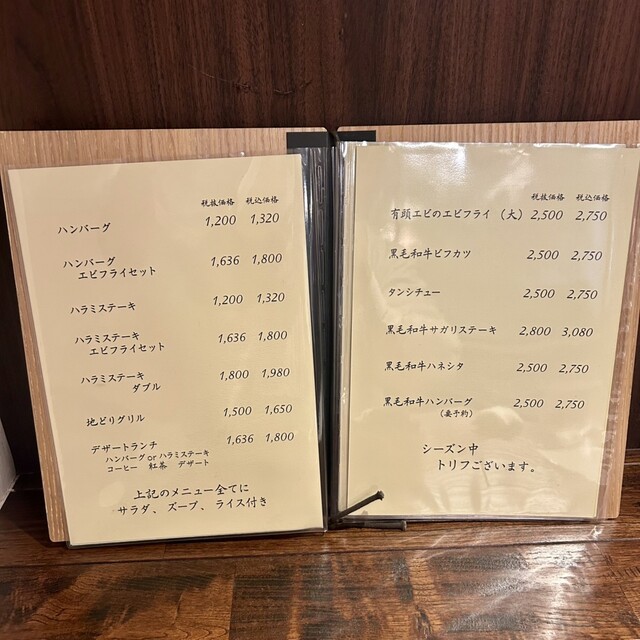 税抜価格 税込価格
ハンバーグ 1,200 1,320
ハンバーグ 1,636 1,800
エビフライセット
ハラミステーキ 1,200 1,320
ハラミステーキ 1,636 1,800
エビフライセット
ハラミステーキ 1,800 1,980
ダブル
地どりグリル 1,500 1,650
デザートランチ 1,636 1,800
ハンバーグ or ハラミステーキ
コーヒー 紅茶 デザート
上記のメニュー全てに
サラダ、スープ、ライス付き
税抜価格 税込価格
有頭エビのエビフライ (大) 2,500 2,750
黒毛和牛ビフカツ 2,500 2,750
タンシチュー 2,500 2,750
黒毛和牛サガリステーキ 2,800 3,080
黒毛和牛ハネシタ 2,500 2,750
黒毛和牛ハンバーグ 2,500 2,750
(要予約)
シーズン中
トリフございます。